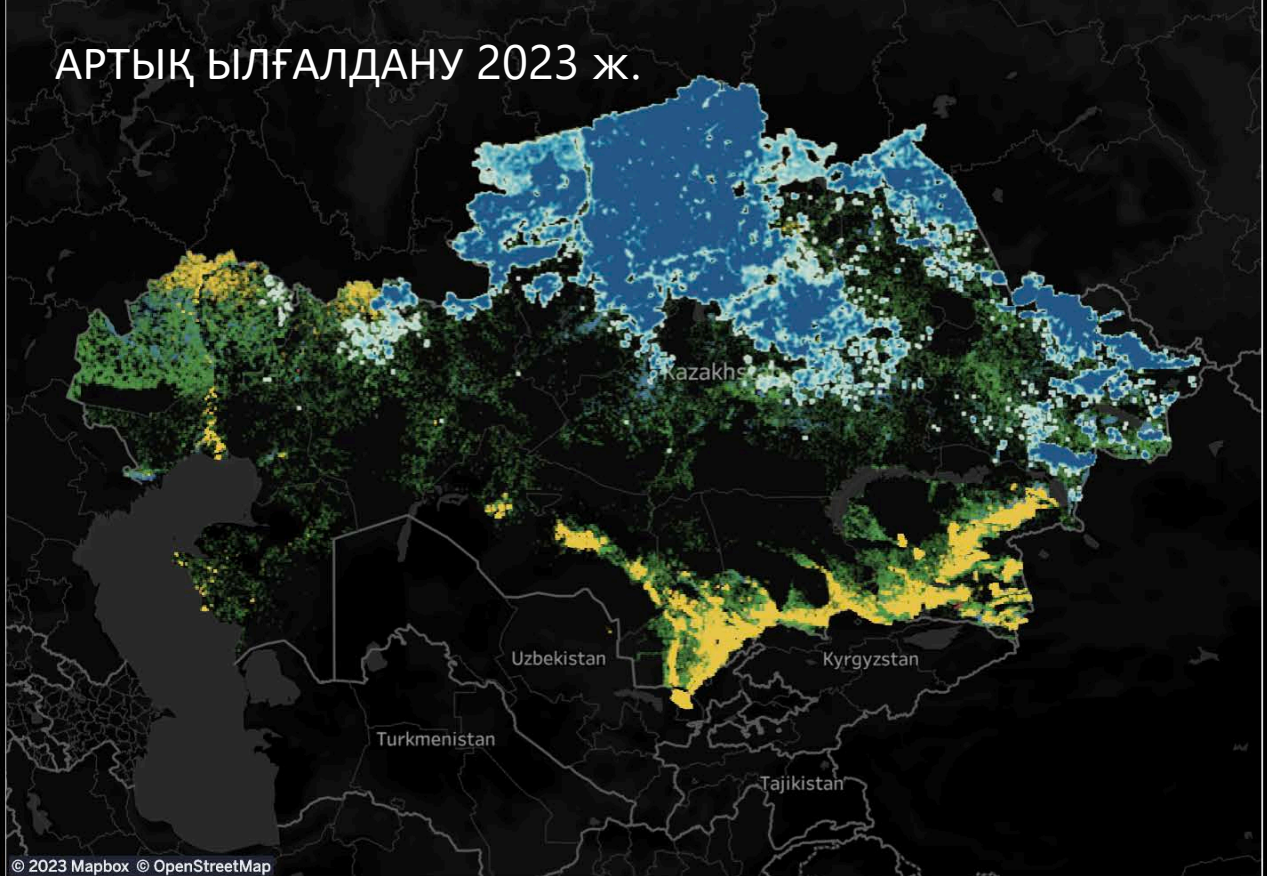 АРТЫҚ ЫЛҒАЛДАНУ 2023 ж.
Kazakhs
Uzbekistan
Kyrgyzstan
Turkmenistan
Tajikistan
© 2023 Mapbox © OpenStreetMap